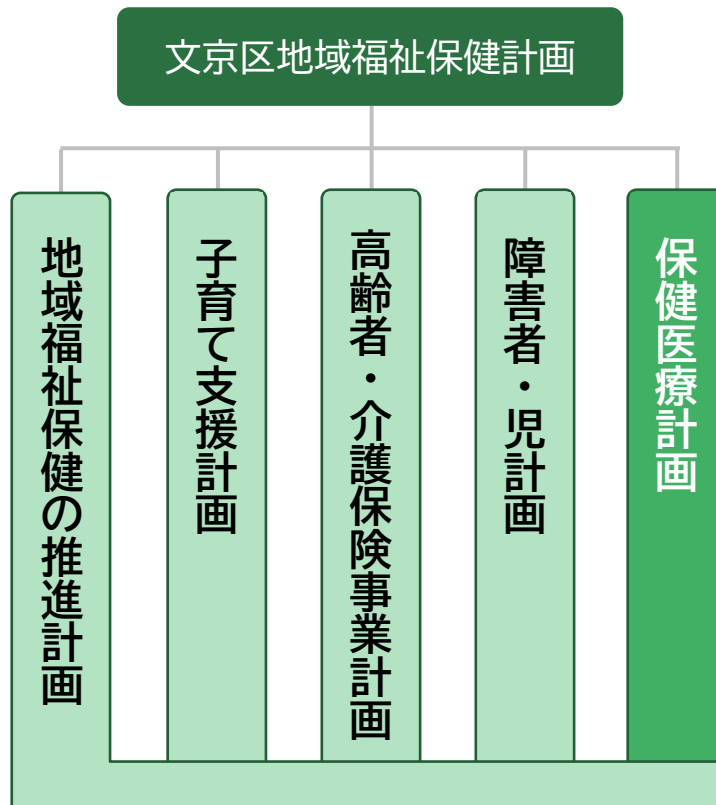 文京区地域福祉保健計画
地域福祉保健の推進計画
子育て支援計画
高齢者・介護保険事業計画
障害者・児計画
保健医療計画